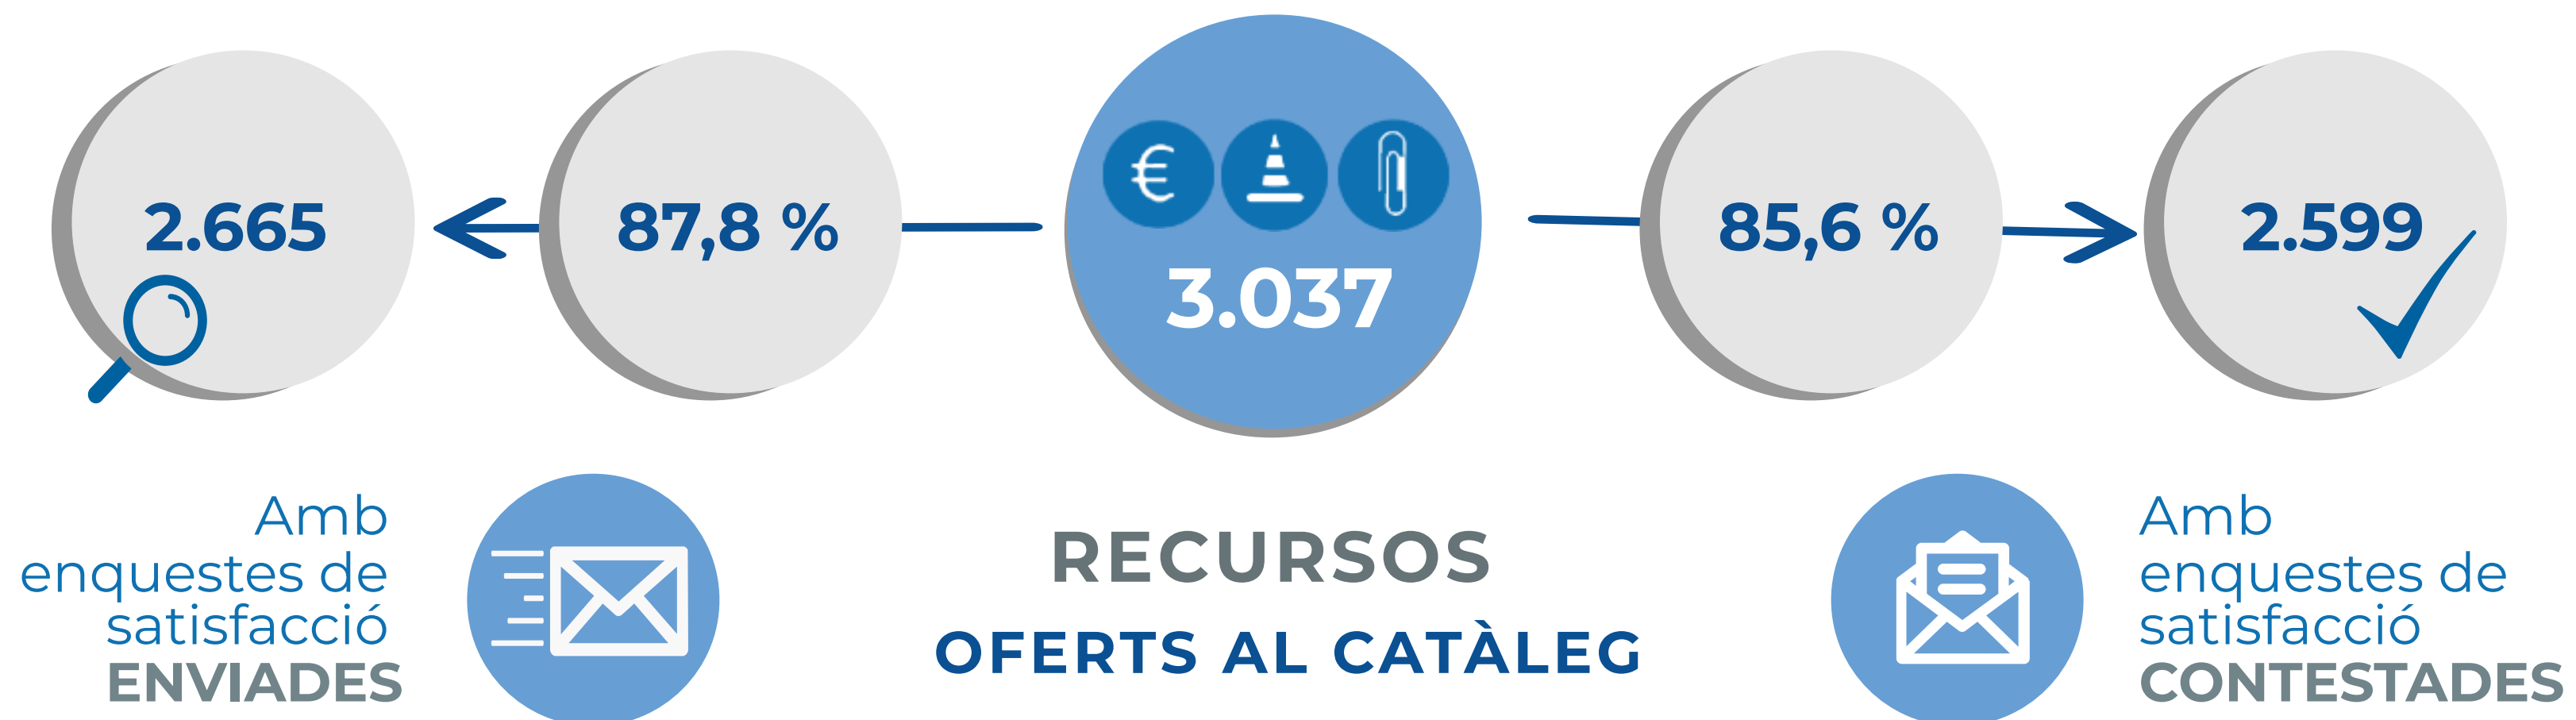 2.665
87,8 %
€
3.037
85,6 %
2.599
Amb
enquestes de
satisfacció
ENVIADES
RECURSOS
OFERTS AL CATÀLEG
Amb
enquestes de
satisfacció
CONTESTADES